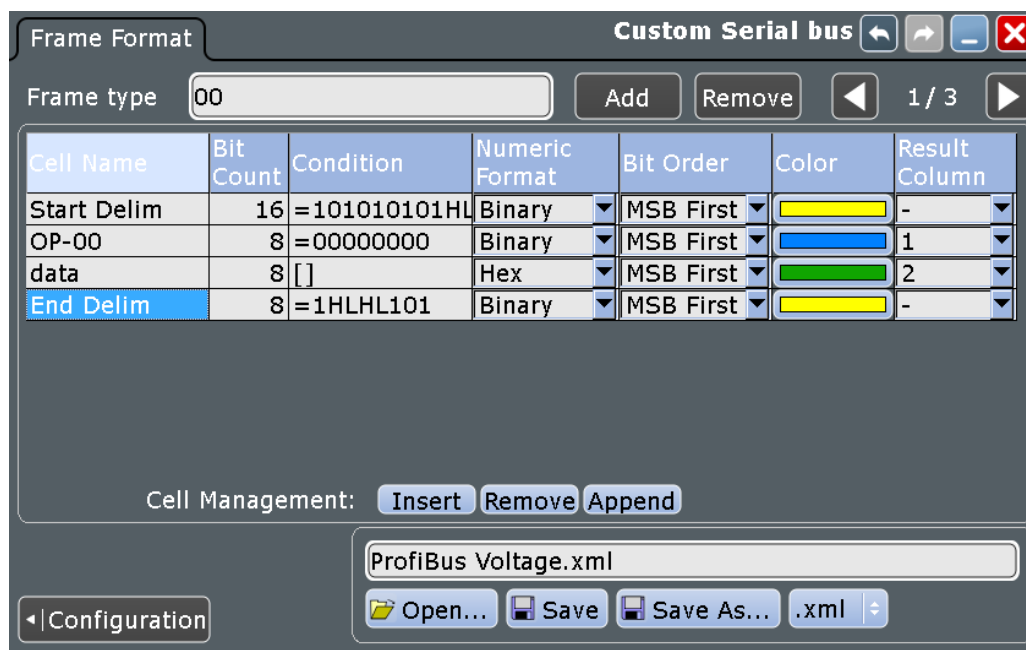 Frame Format
Custom Serial bus
Frame type 00 Add Remove 1 / 3
Cell Name Bit Count Condition Numeric Format Bit Order Color Result Column
Start Delim 16 =101010101HL Binary MSB First -
OP-00 8 =00000000 Binary MSB First 1
data 8 [] Hex MSB First 2
End Delim 8 =1HLHL101 Binary MSB First -
Cell Management: Insert Remove Append
ProfiBus Voltage.xml
Configuration Open... Save Save As... .xml